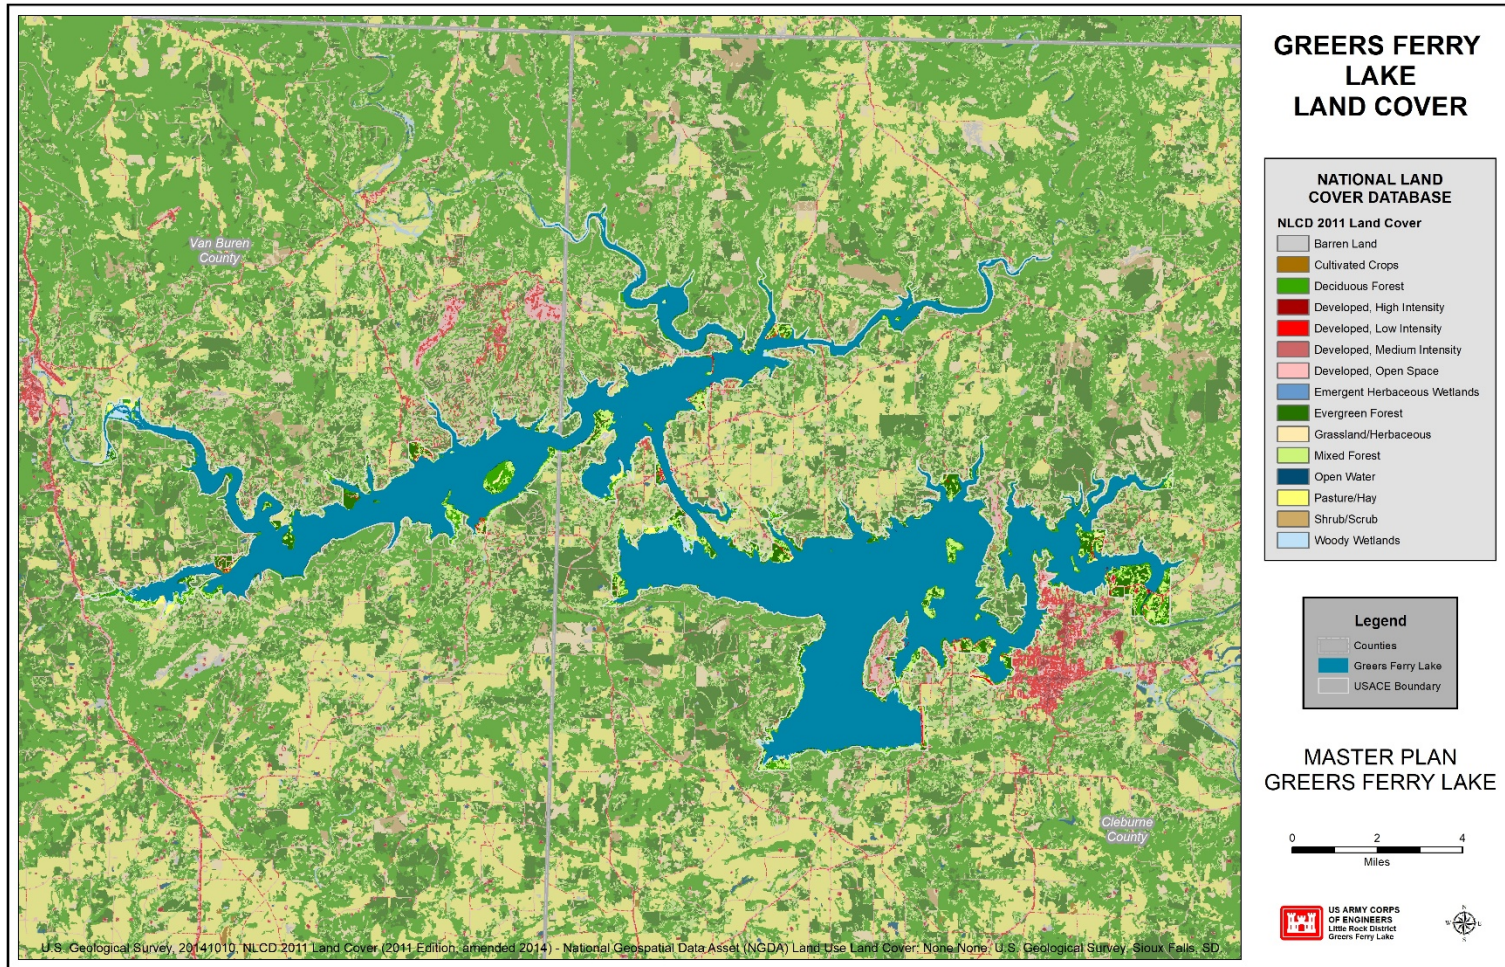 GREERS FERRY
LAKE
LAND COVER
NATIONAL LAND
COVER DATABASE
NLCD 2011 Land Cover
Barren Land
Cultivated Crops
Deciduous Forest
Developed, High Intensity
Developed, Low Intensity
Developed, Medium Intensity
Developed, Open Space
Emergent Herbaceous Wetlands
Evergreen Forest
Grassland/Herbaceous
Mixed Forest
Open Water
Pasture/Hay
Shrub/Scrub
Woody Wetlands
Legend
Counties
Greers Ferry Lake
USACE Boundary
MASTER PLAN
GREERS FERRY LAKE
0 2 4
Miles
US ARMY CORPS
OF ENGINEERS
Little Rock District
Greers Ferry Lake
N
W E
S
Van Buren
County
Cleburne
County
U.S. Geological Survey, 20141010, NLCD 2011 Land Cover (2011 Edition, amended 2014) - National Geospatial Data Asset (NGDA) Land Use Land Cover: None None, U.S. Geological Survey, Sioux Falls, SD.